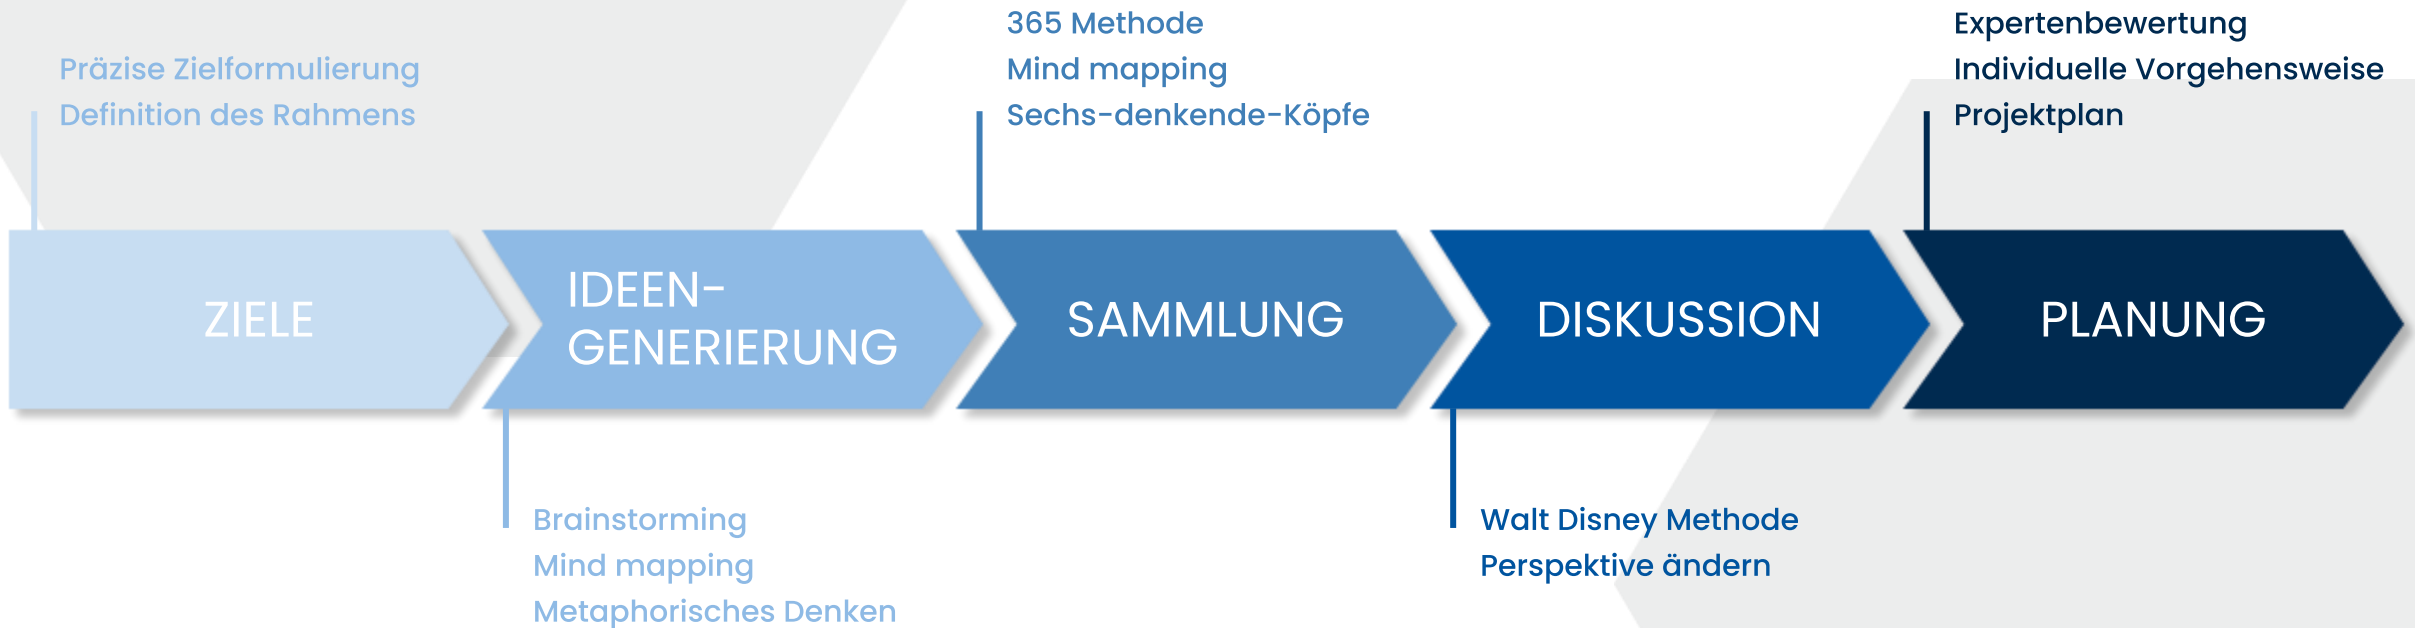 Präzise Zielformulierung
Definition des Rahmens
365 Methode
Mind mapping
Sechs-denkende-Köpfe
Expertenbewertung
Individuelle Vorgehensweise
Projektplan
ZIELE
IDEEN-
GENERIERUNG
SAMMLUNG
DISKUSSION
PLANUNG
Brainstorming
Mind mapping
Metaphorisches Denken
Walt Disney Methode
Perspektive ändern